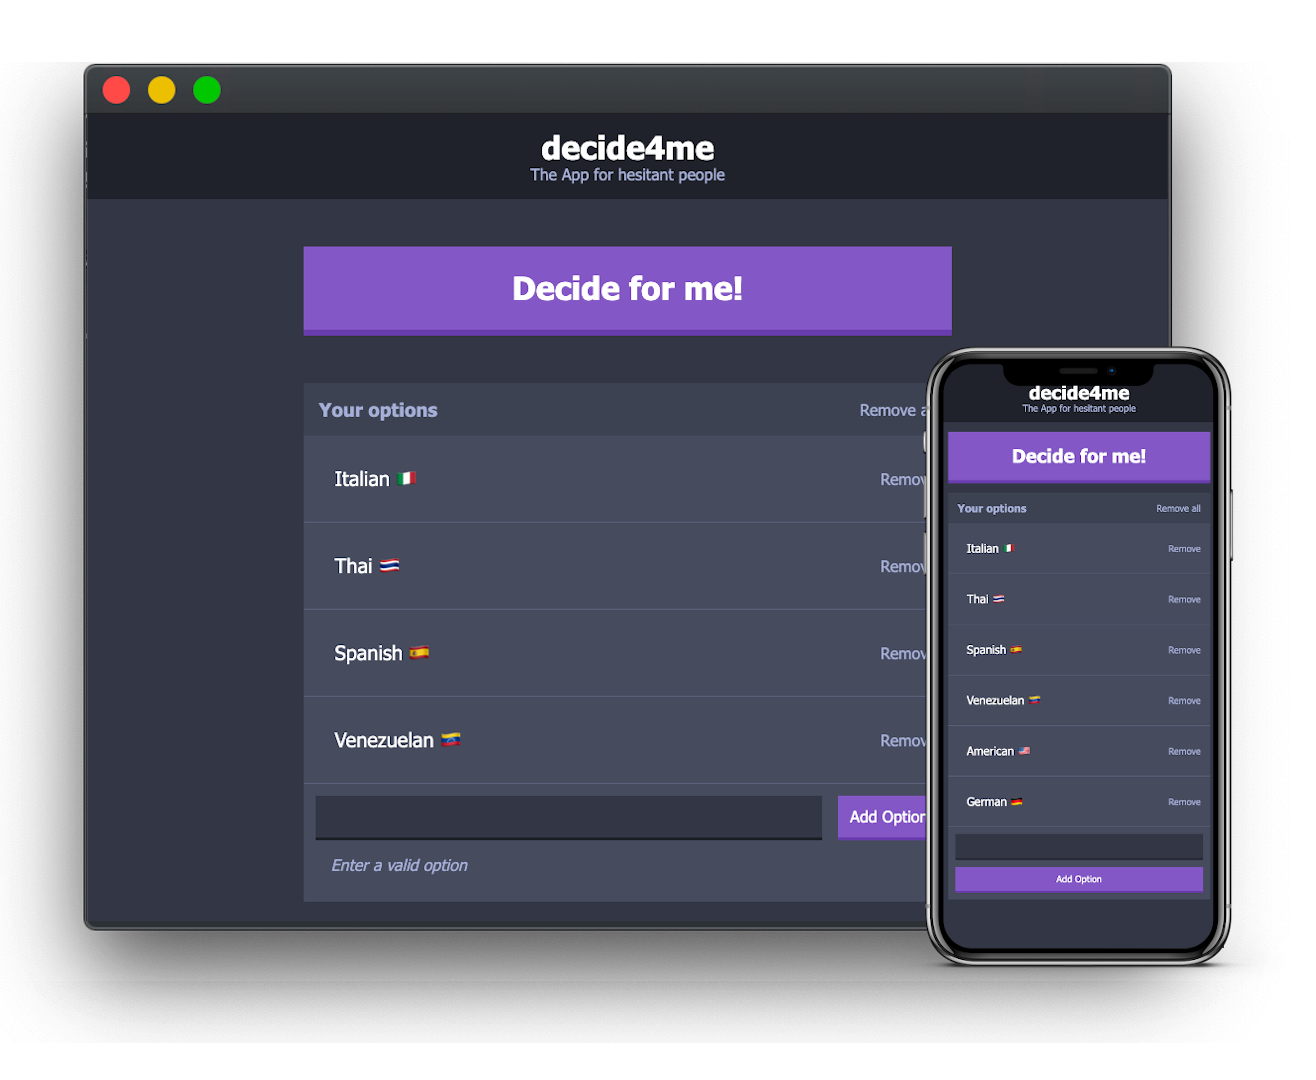 decide4me
The App for hesitant people
Decide for me!
Your options
Remove a
Italian 🇮🇹
Remov
Thai 🇹🇭
Remov
Spanish 🇪🇸
Remov
Venezuelan 🇻🇪
Remov
Add Option
Enter a valid option
decide4me
The App for hesitant people
Decide for me!
Your options
Remove all
Italian 🇮🇹
Remove
Thai 🇹🇭
Remove
Spanish 🇪🇸
Remove
Venezuelan 🇻🇪
Remove
American 🇺🇸
Remove
German 🇩🇪
Remove
Add Option